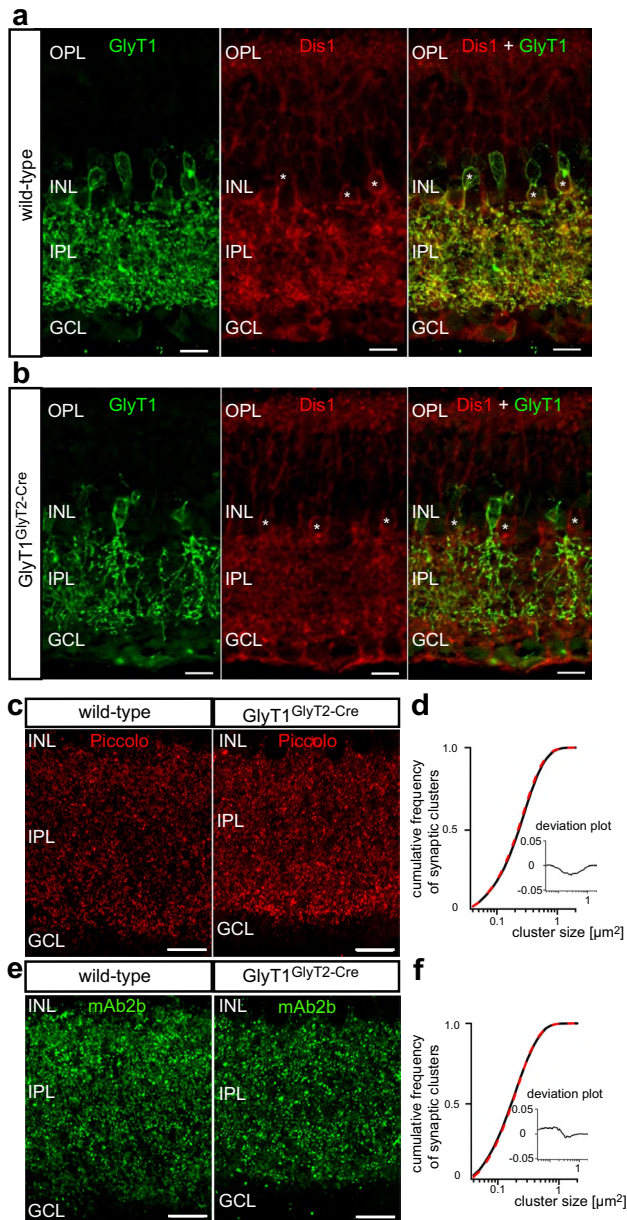 a
wild-type
GlyT1
Dis1
Dis1 + GlyT1
OPL
OPL
OPL
INL
INL
INL
*
*
*
*
*
*
IPL
IPL
IPL
GCL
GCL
GCL
b
GlyT1GlyT2-Cre
GlyT1
Dis1
Dis1 + GlyT1
OPL
OPL
OPL
INL
INL
INL
*
*
*
*
*
*
IPL
IPL
IPL
GCL
GCL
GCL
c
wild-type
GlyT1GlyT2-Cre
INL
Piccolo
INL
Piccolo
IPL
IPL
GCL
GCL
d
cumulative frequency
of synaptic clusters
1.0
0.5
0
0.1
1
cluster size [µm2]
deviation plot
0.05
0
-0.05
1
e
wild-type
GlyT1GlyT2-Cre
INL
mAb2b
INL
mAb2b
IPL
IPL
GCL
GCL
f
cumulative frequency
of synaptic clusters
1.0
0.5
0
0.1
1
cluster size [µm2]
deviation plot
0.05
0
-0.05
1